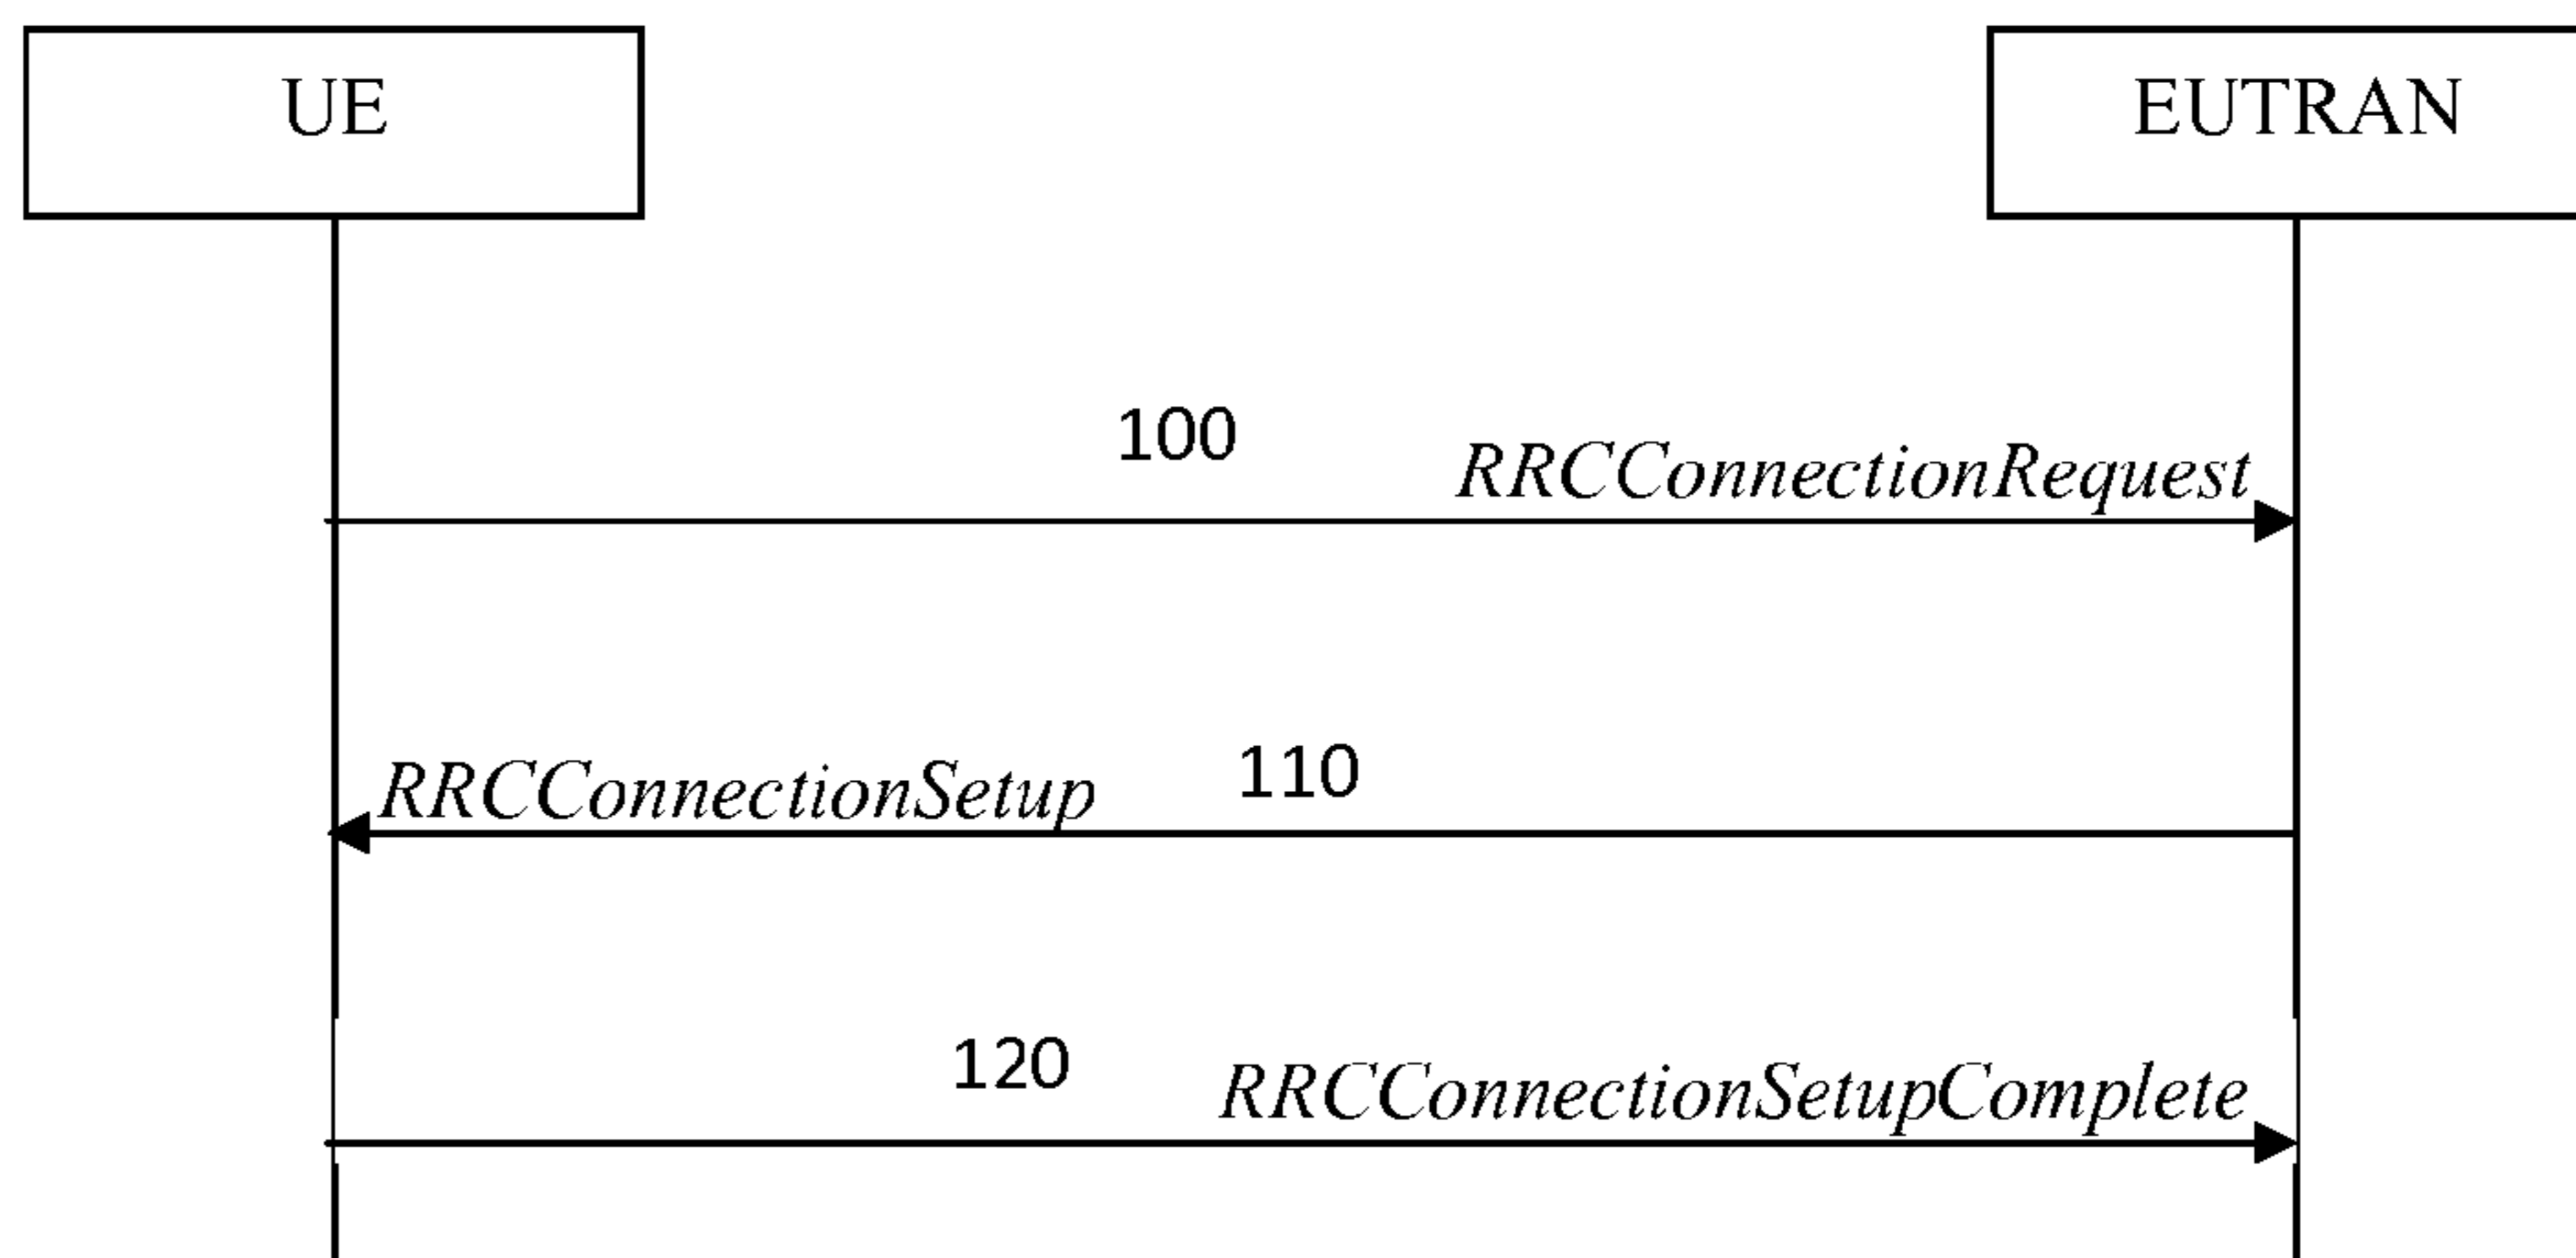 UE
EUTRAN
100
RRCConnectionRequest
RRCConnectionSetup
110
120
RRCConnectionSetupComplete